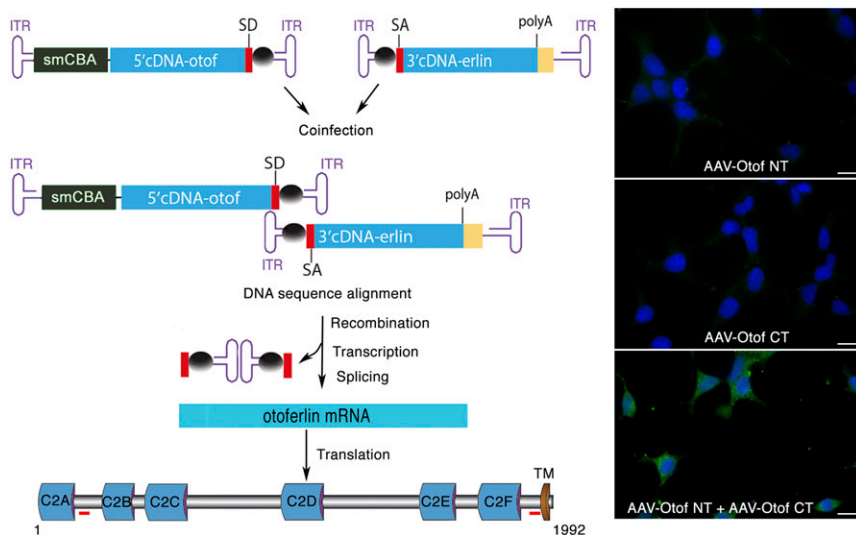 ITR SD ITR
smCBA 5'cDNA-otof
ITR SA polyA ITR
3'cDNA-erlin
Coinfection
ITR SD ITR
smCBA 5'cDNA-otof
polyA ITR
3'cDNA-erlin
ITR SA
DNA sequence alignment
Recombination
Transcription
Splicing
otoferlin mRNA
Translation
TM
C2A C2B C2C C2D C2E C2F
1 1992
AAV-Otof NT
AAV-Otof CT
AAV-Otof NT + AAV-Otof CT